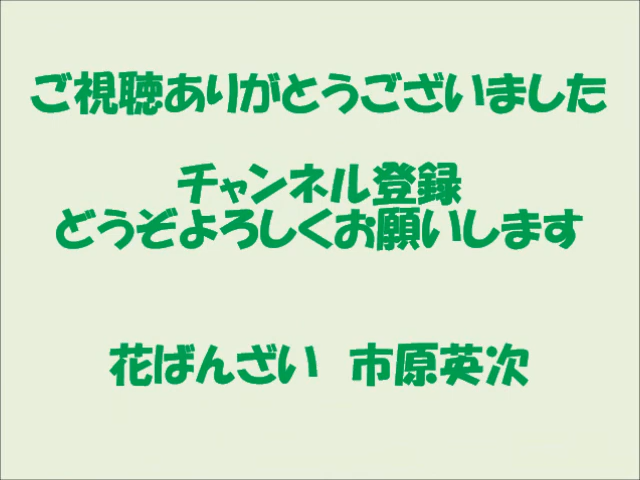 ご視聴ありがとうございました
チャンネル登録
どうぞよろしくお願いします
花ばんざい　市原英次